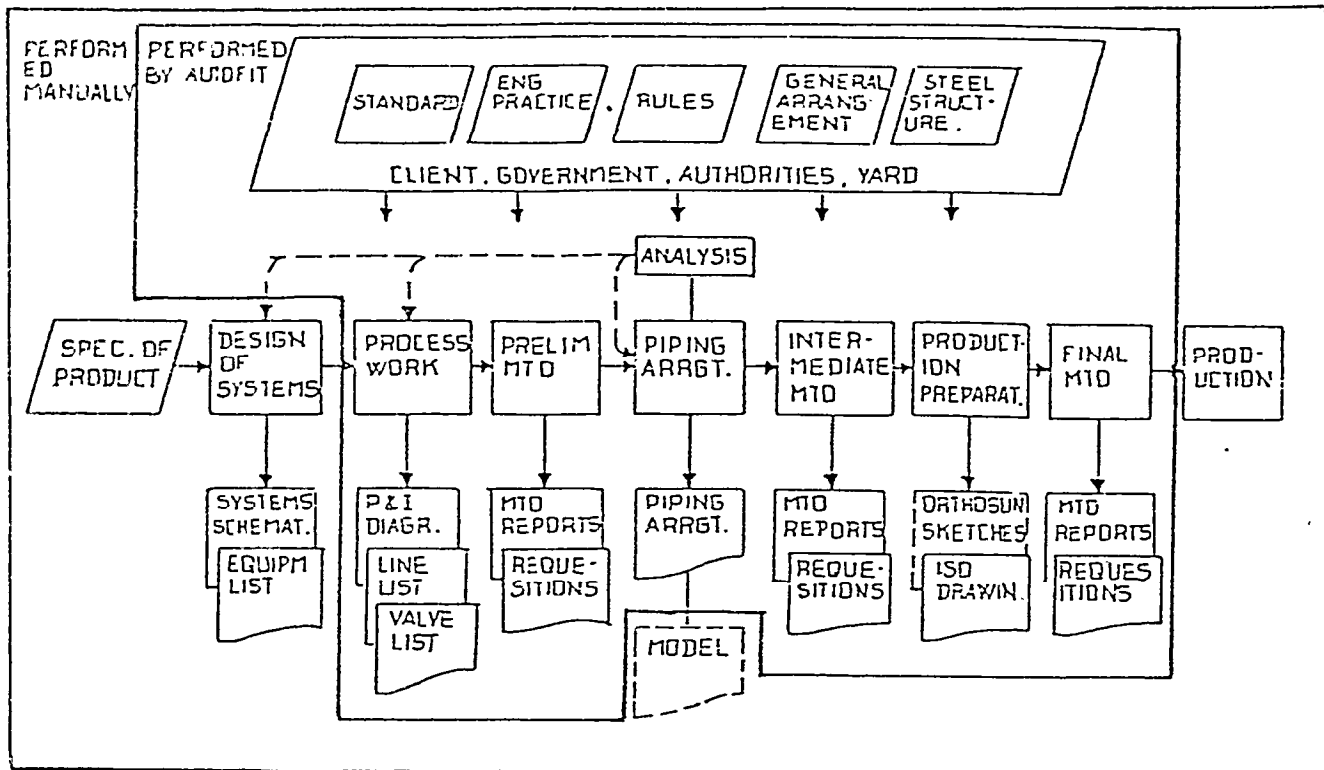 PERFORM
ED
MANUALLY
PERFORMED
BY AUTOFIT
STANDARD
ENG
PRACTICE.
RULES
GENERAL
ARRANG-
EMENT
STEEL
STRUCT-
URE.
CLIENT. GOVERNMENT. AUTHORITIES. YARD
ANALYSIS
SPEC. OF
PRODUCT
DESIGN
OF
SYSTEMS
PROCESS
WORK
PRELIM
MTO
PIPING
ARRGT.
INTER-
MEDIATE
MTO
PRODUCT-
ION
PREPARAT.
FINAL
MTO
PROD-
UCTION
SYSTEMS
SCHEMAT.
EQUIPM
LIST
P&I
DIAGR.
LINE
LIST
VALVE
LIST
MTO
REPORTS
REQUE-
SITIONS
PIPING
ARRGT.
MODEL
MTO
REPORTS
REQUE-
SITIONS
ORTHOSUN
SKETCHES
ISO
DRAWIN.
MTO
REPORTS
REQUES
ITIONS